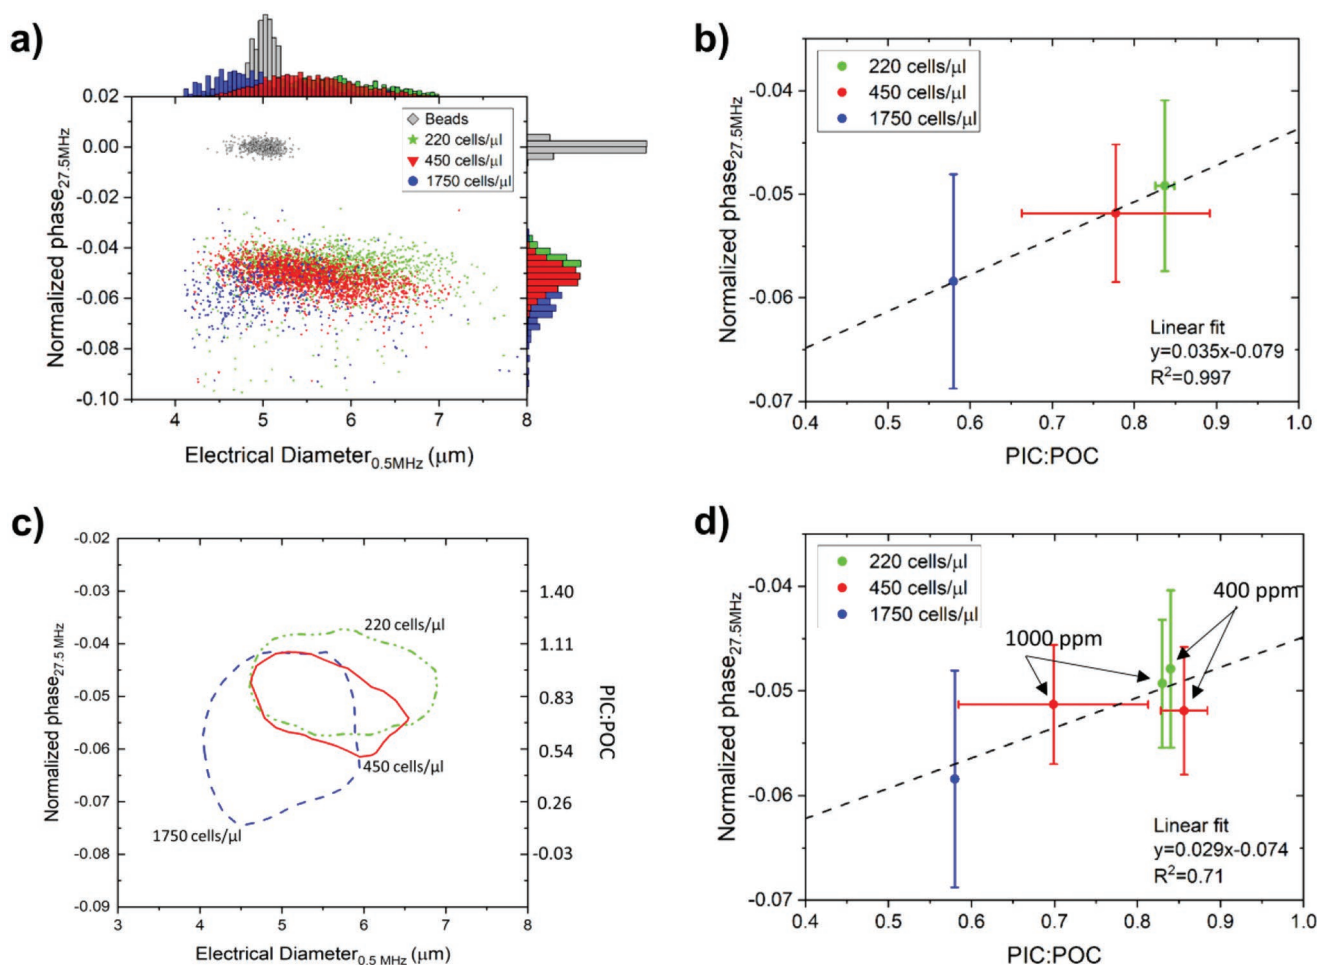 a)
0.02
0.00
-0.02
-0.04
-0.06
-0.08
-0.10
Normalized phase27.5MHz
Beads
220 cells/μl
450 cells/μl
1750 cells/μl
4
5
6
7
8
Electrical Diameter0.5MHz (μm)
b)
-0.04
-0.05
-0.06
-0.07
Normalized phase27.5MHz
220 cells/μl
450 cells/μl
1750 cells/μl
Linear fit
y=0.035x-0.079
R2=0.997
0.4
0.5
0.6
0.7
0.8
0.9
1.0
PIC:POC
c)
-0.02
-0.03
-0.04
-0.05
-0.06
-0.07
-0.08
-0.09
Normalized phase27.5 MHz
220 cells/μl
450 cells/μl
1750 cells/μl
1.40
1.11
0.83
0.54
0.26
-0.03
PIC:POC
3
4
5
6
7
8
Electrical Diameter0.5 MHz (μm)
d)
-0.04
-0.05
-0.06
-0.07
Normalized phase27.5MHz
220 cells/μl
450 cells/μl
1750 cells/μl
400 ppm
1000 ppm
Linear fit
y=0.029x-0.074
R2=0.71
0.4
0.5
0.6
0.7
0.8
0.9
1.0
PIC:POC